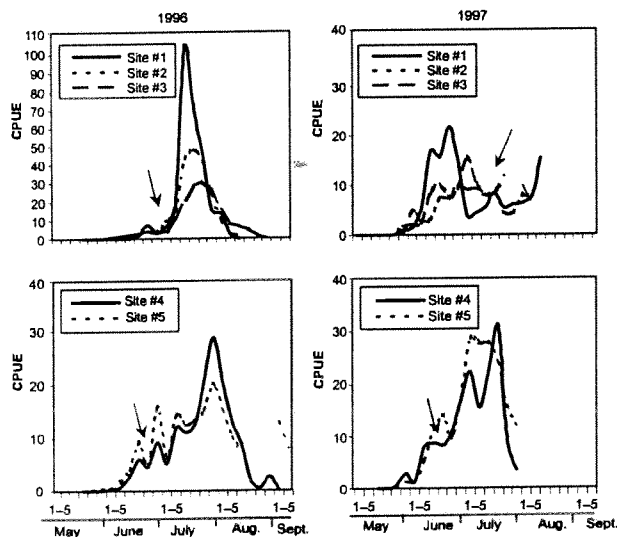 1996
1997
CPUE
110
100
90
80
70
60
50
40
30
20
10
0
Site #1
Site #2
Site #3
40
30
20
10
0
Site #1
Site #2
Site #3
CPUE
40
30
20
10
0
Site #4
Site #5
40
30
20
10
0
Site #4
Site #5
1–5 1–5 1–5 1–5 1–5
May June July Aug. Sept.
1–5 1–5 1–5 1–5 1–5
May June July Aug. Sept.